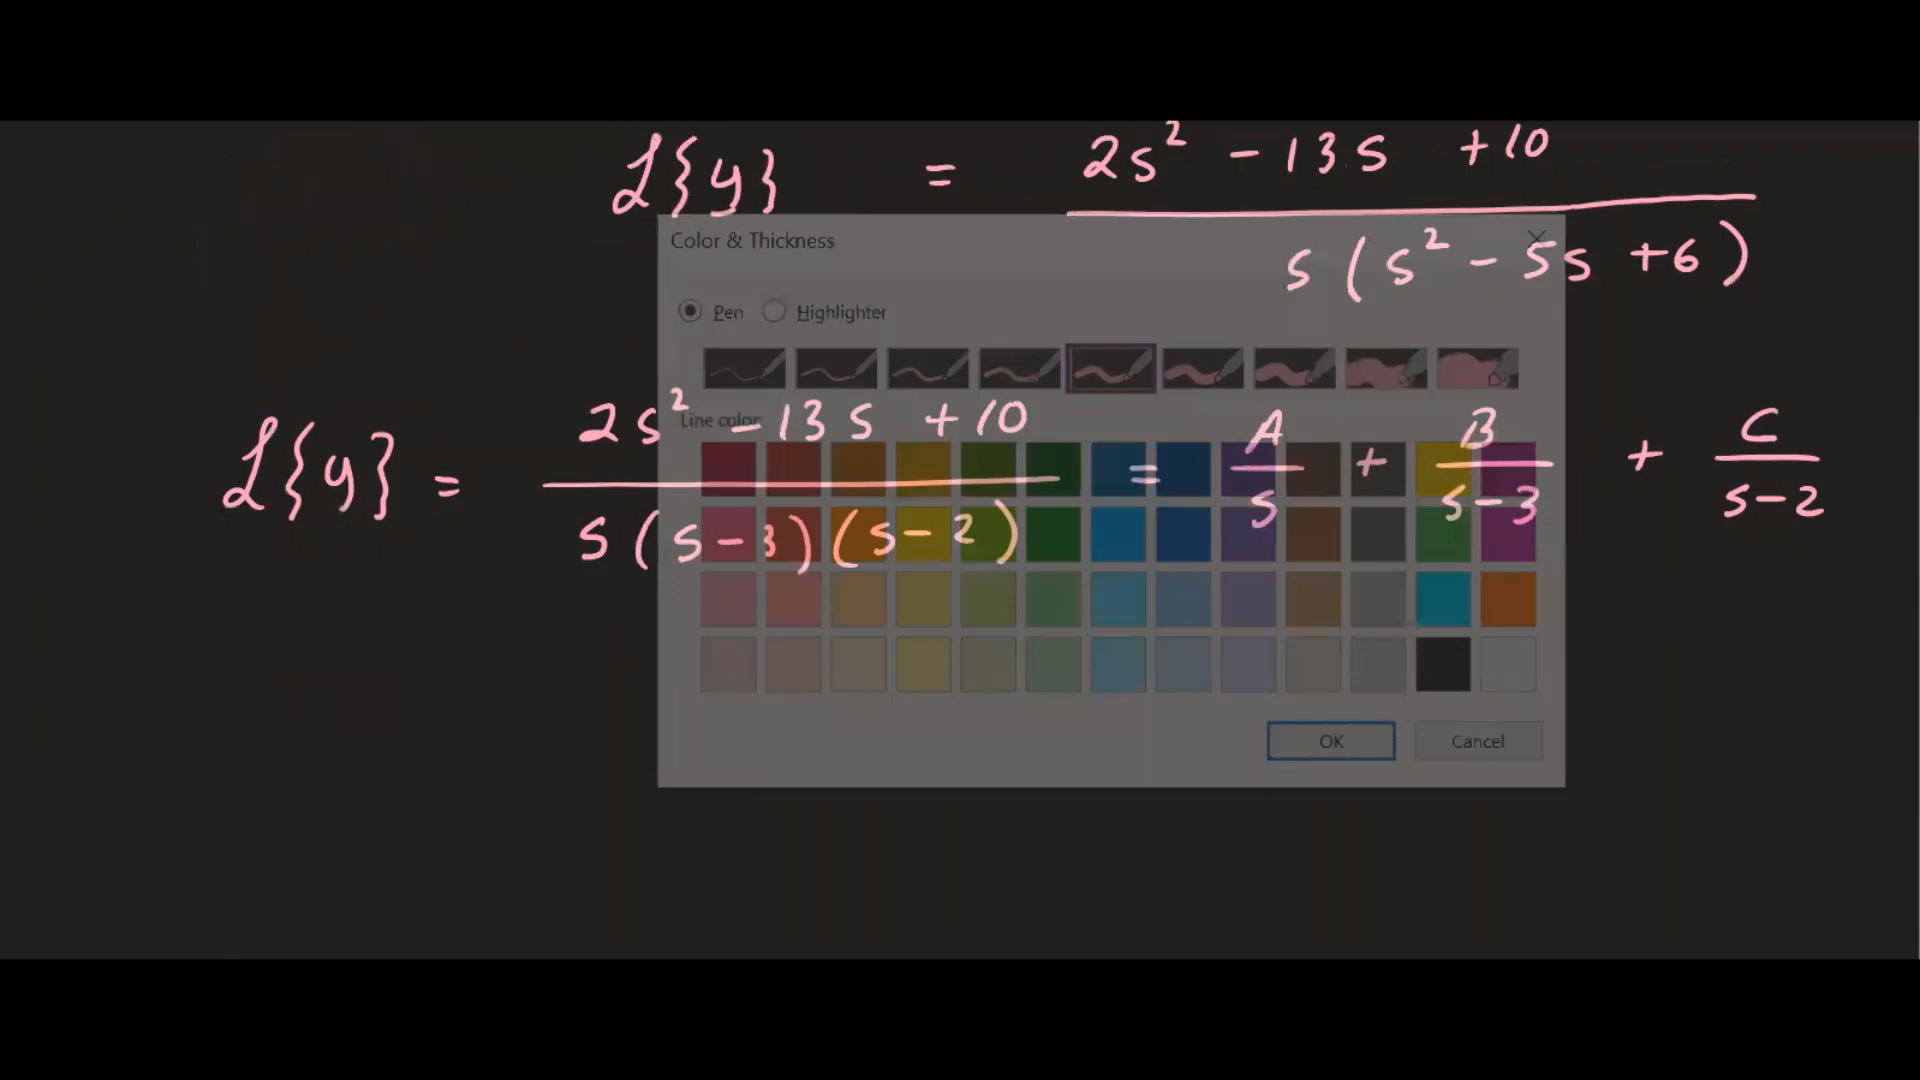 ℒ{y} = (2s² - 13s + 10) / (s(s² - 5s + 6))
Color & Thickness
Pen Highlighter
Line color
ℒ{y} = (2s² - 13s + 10) / (s(s-3)(s-2)) = A/s + B/(s-3) + C/(s-2)
OK Cancel